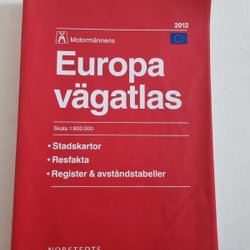 2012
Motormännens
Europa
vägatlas
Skala 1:800 000
• Stadskartor
• Resfakta
• Register & avståndstabeller
NORSTEDTS